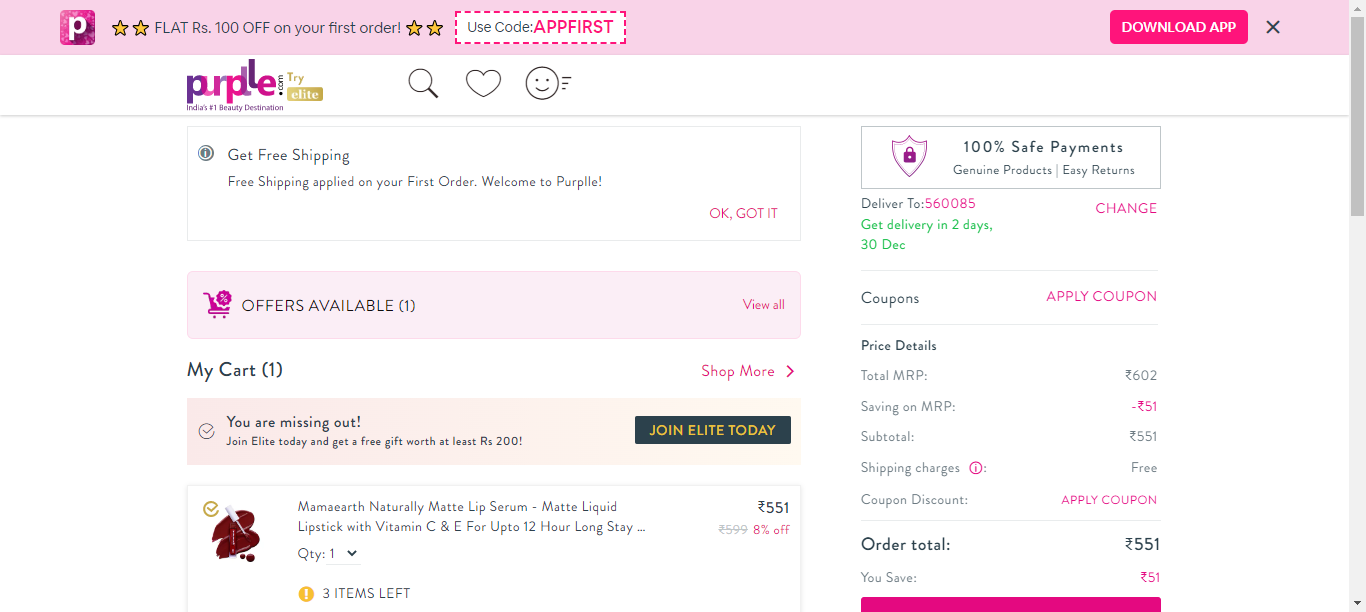 FLAT Rs. 100 OFF on your first order!
Use Code:APPFIRST
DOWNLOAD APP
purplle.com
Try elite
India's #1 Beauty Destination
Get Free Shipping
Free Shipping applied on your First Order. Welcome to Purplle!
OK, GOT IT
OFFERS AVAILABLE (1)
View all
My Cart (1)
Shop More
You are missing out!
Join Elite today and get a free gift worth at least Rs 200!
JOIN ELITE TODAY
Mamaearth Naturally Matte Lip Serum - Matte Liquid
Lipstick with Vitamin C & E For Upto 12 Hour Long Stay ...
₹551
₹599 8% off
Qty: 1
3 ITEMS LEFT
100% Safe Payments
Genuine Products | Easy Returns
Deliver To:560085
CHANGE
Get delivery in 2 days,
30 Dec
Coupons
APPLY COUPON
Price Details
Total MRP: ₹602
Saving on MRP: -₹51
Subtotal: ₹551
Shipping charges : Free
Coupon Discount: APPLY COUPON
Order total: ₹551
You Save: ₹51